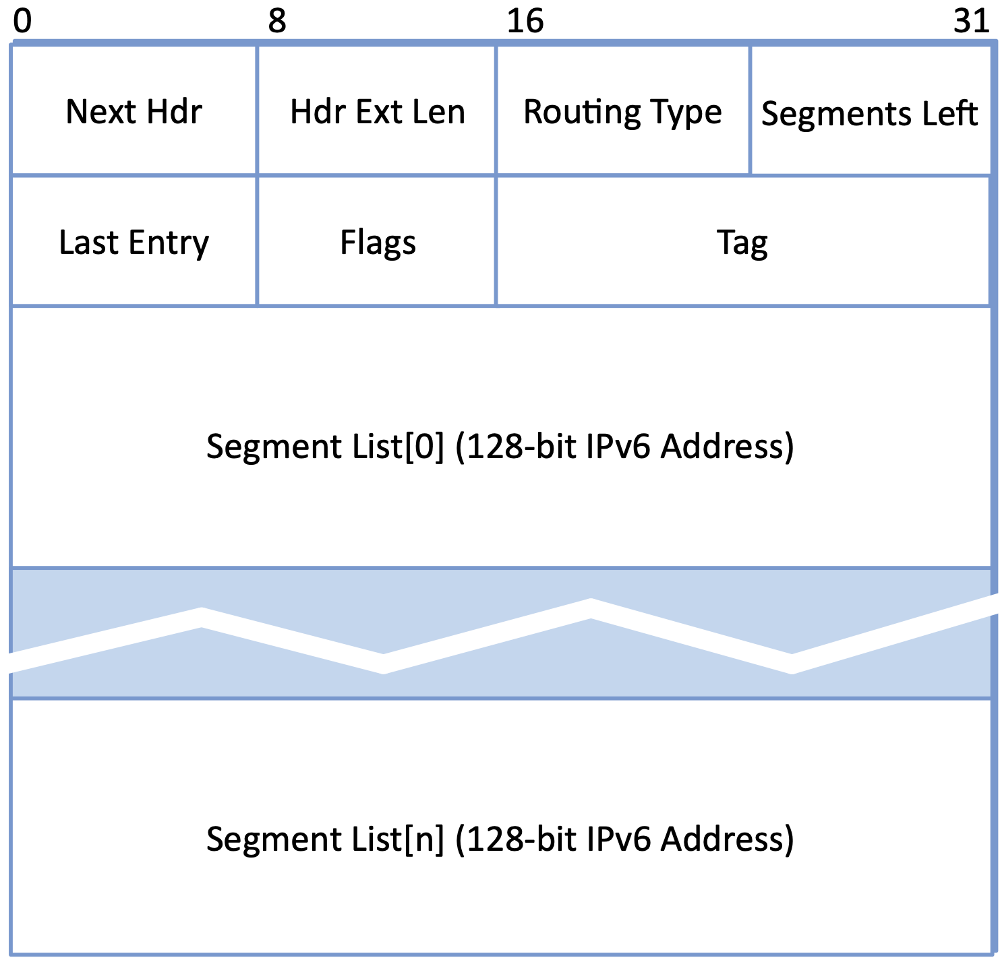 0 8 16 31
Next Hdr Hdr Ext Len Routing Type Segments Left
Last Entry Flags Tag
Segment List[0] (128-bit IPv6 Address)
Segment List[n] (128-bit IPv6 Address)